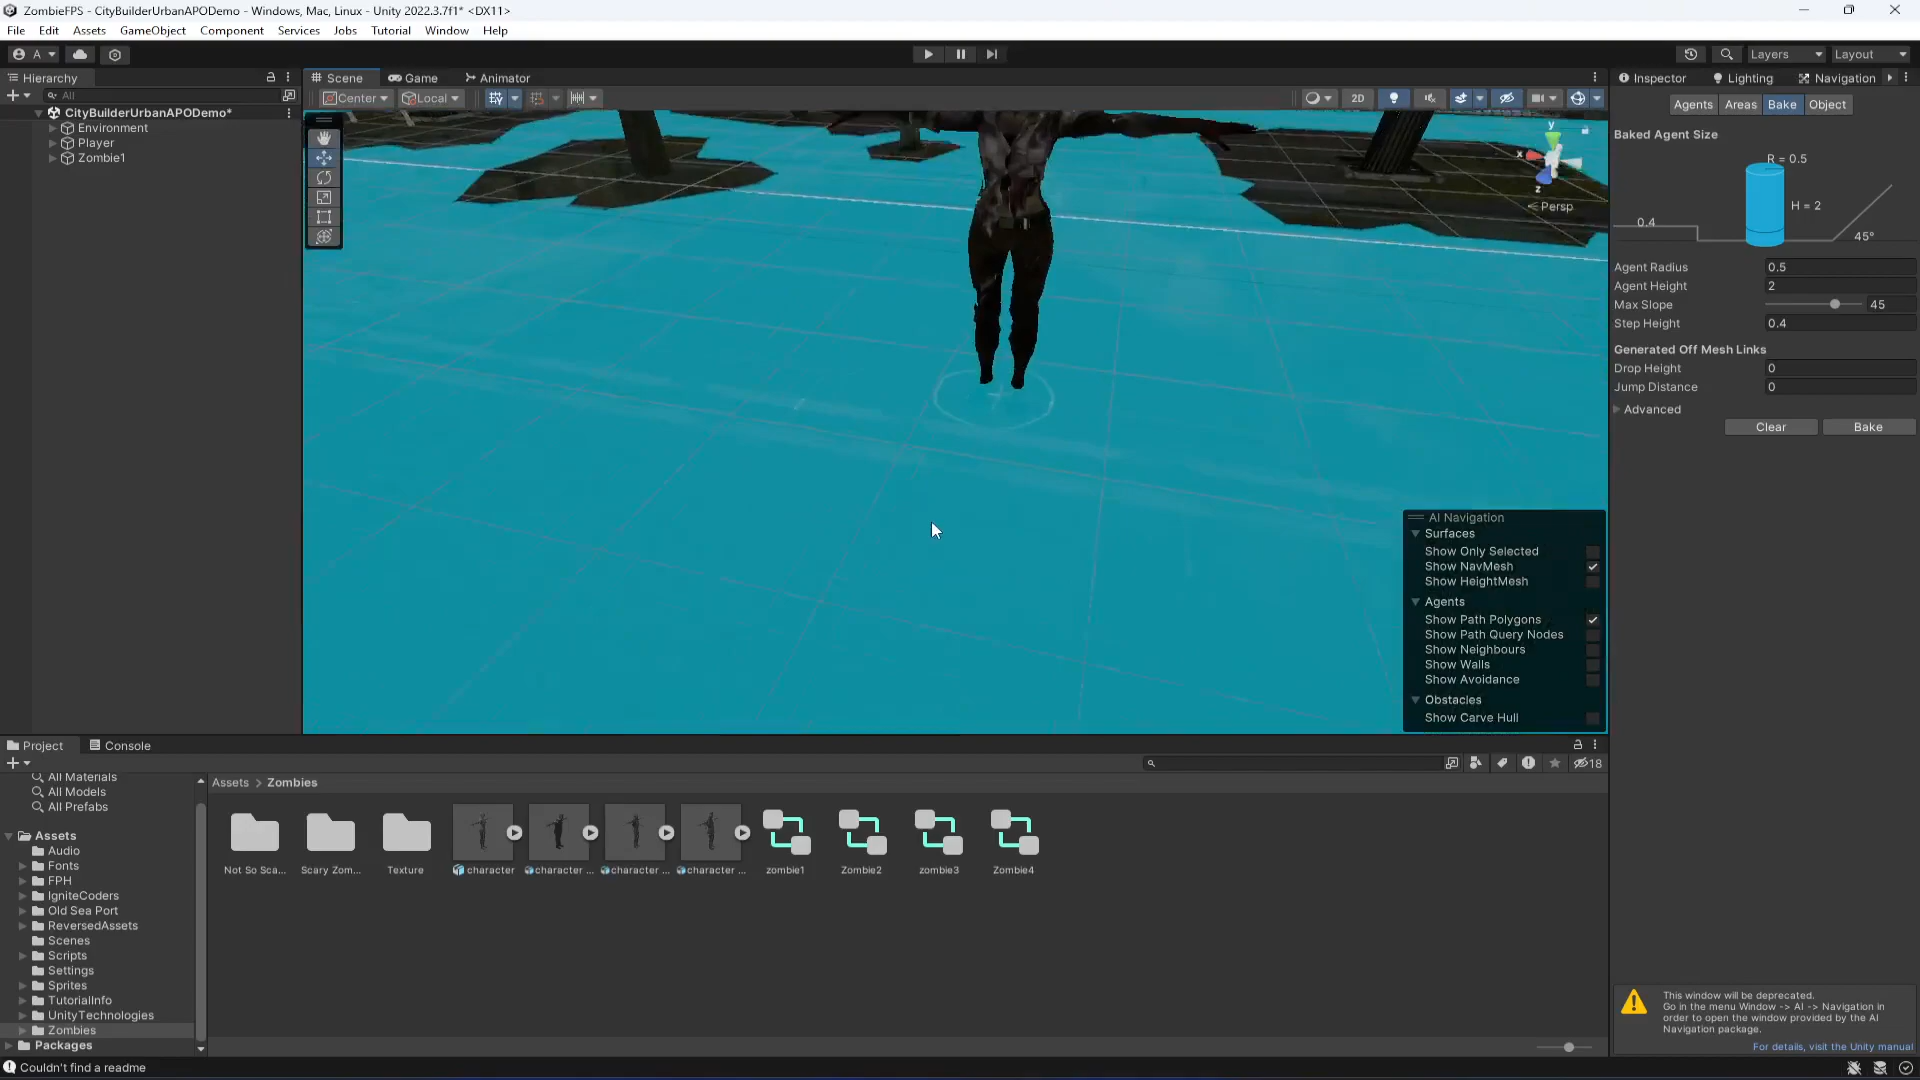 ZombieFPS - CityBuilderUrbanAPODemo - Windows, Mac, Linux - Unity 2022.3.7f1* <DX11>
File Edit Assets GameObject Component Services Jobs Tutorial Window Help
A Layers Layout
Hierarchy
All
CityBuilderUrbanAPODemo*
Environment
Player
Zombie1
Scene Game Animator
Center Local 2D
y
x
z
Persp
AI Navigation
Surfaces
Show Only Selected
Show NavMesh
Show HeightMesh
Agents
Show Path Polygons
Show Path Query Nodes
Show Neighbours
Show Walls
Show Avoidance
Obstacles
Show Carve Hull
Inspector Lighting Navigation
Agents Areas Bake Object
Baked Agent Size
R = 0.5
H = 2
0.4
45°
Agent Radius 0.5
Agent Height 2
Max Slope 45
Step Height 0.4
Generated Off Mesh Links
Drop Height 0
Jump Distance 0
Advanced
Clear Bake
This window will be deprecated.
Go in the menu Window -> AI -> Navigation in
order to open the window provided by the AI
Navigation package.
For details, visit the Unity manual
Project Console
18
All Materials
All Models
All Prefabs
Assets
Audio
Fonts
FPH
IgniteCoders
Old Sea Port
ReversedAssets
Scenes
Scripts
Settings
Sprites
TutorialInfo
UnityTechnologies
Zombies
Packages
Assets > Zombies
Not So Sca... Scary Zom... Texture character character ... character ... character ... zombie1 Zombie2 zombie3 Zombie4
Couldn't find a readme